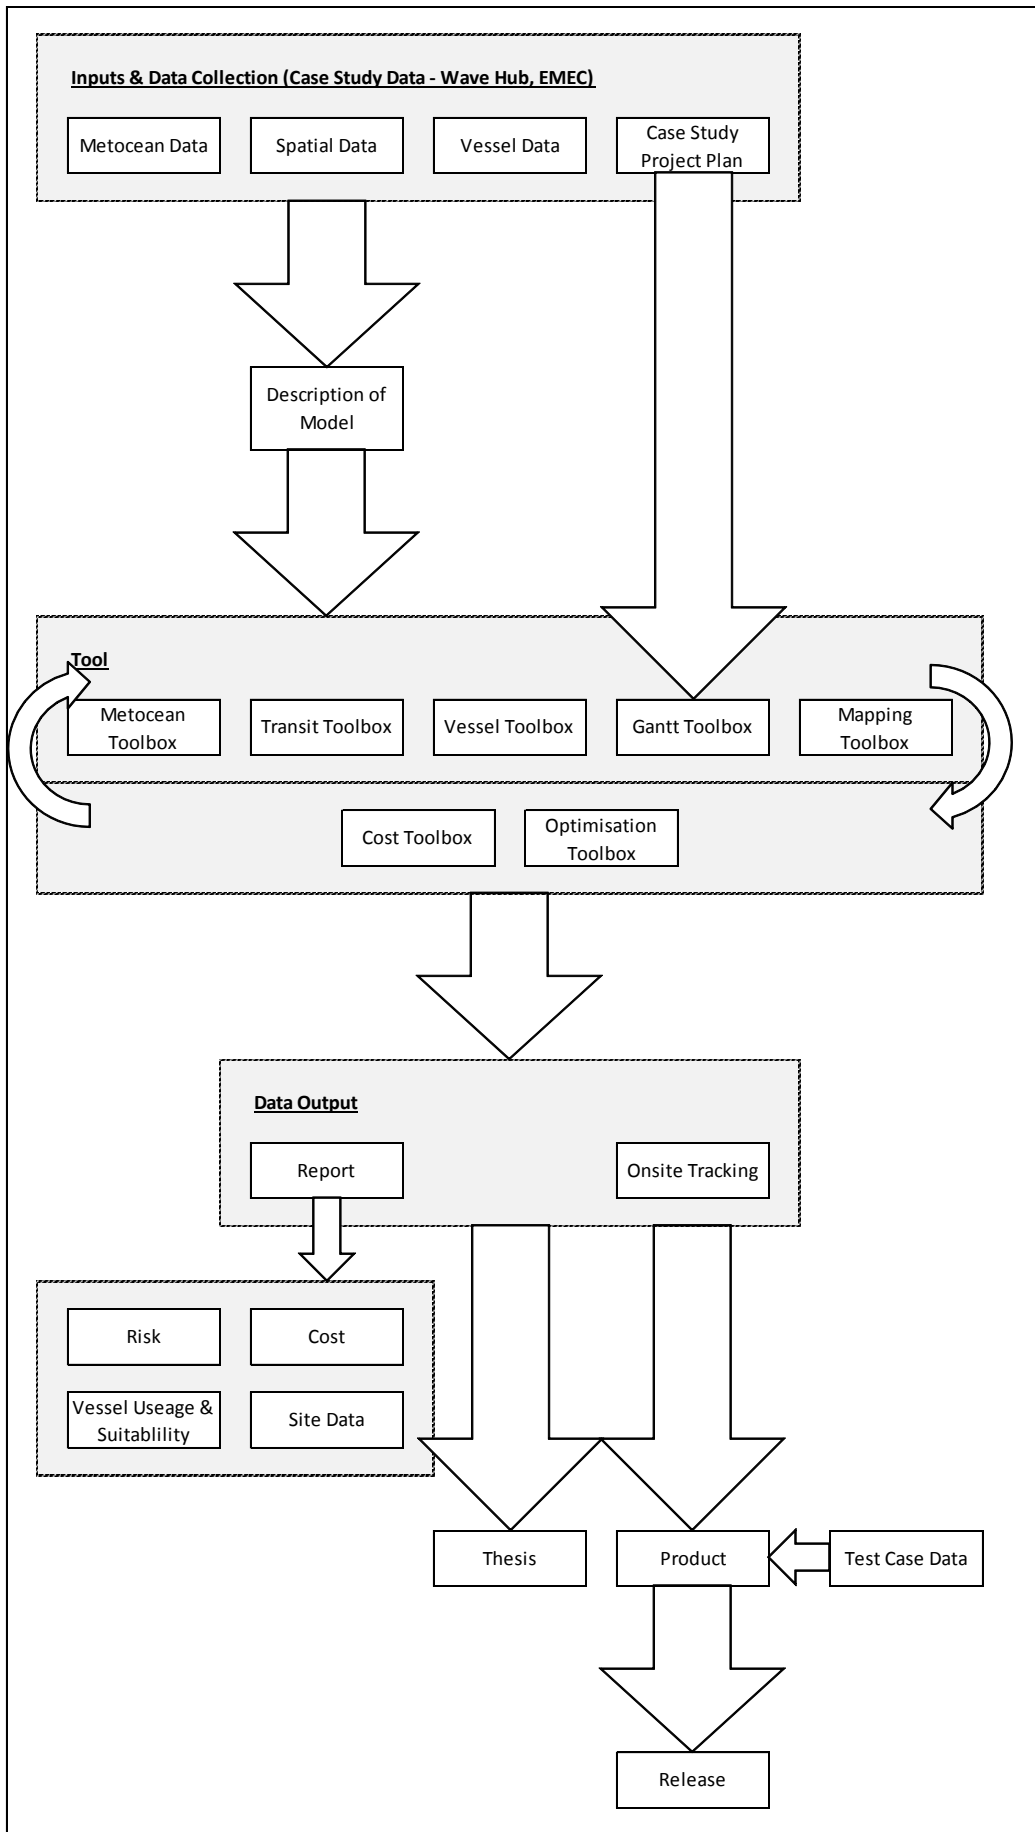 Inputs & Data Collection (Case Study Data - Wave Hub, EMEC)
Metocean Data
Spatial Data
Vessel Data
Case Study
Project Plan
Description of
Model
Tool
Metocean
Toolbox
Transit Toolbox
Vessel Toolbox
Gantt Toolbox
Mapping
Toolbox
Cost Toolbox
Optimisation
Toolbox
Data Output
Report
Onsite Tracking
Risk
Cost
Vessel Useage &
Suitablility
Site Data
Thesis
Product
Test Case Data
Release